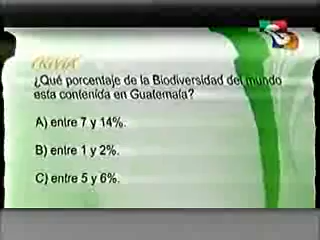 TRIVIA
¿Qué porcentaje de la Biodiversidad del mundo
esta contenida en Guatemala?
A) entre 7 y 14%.
B) entre 1 y 2%.
C) entre 5 y 6%.